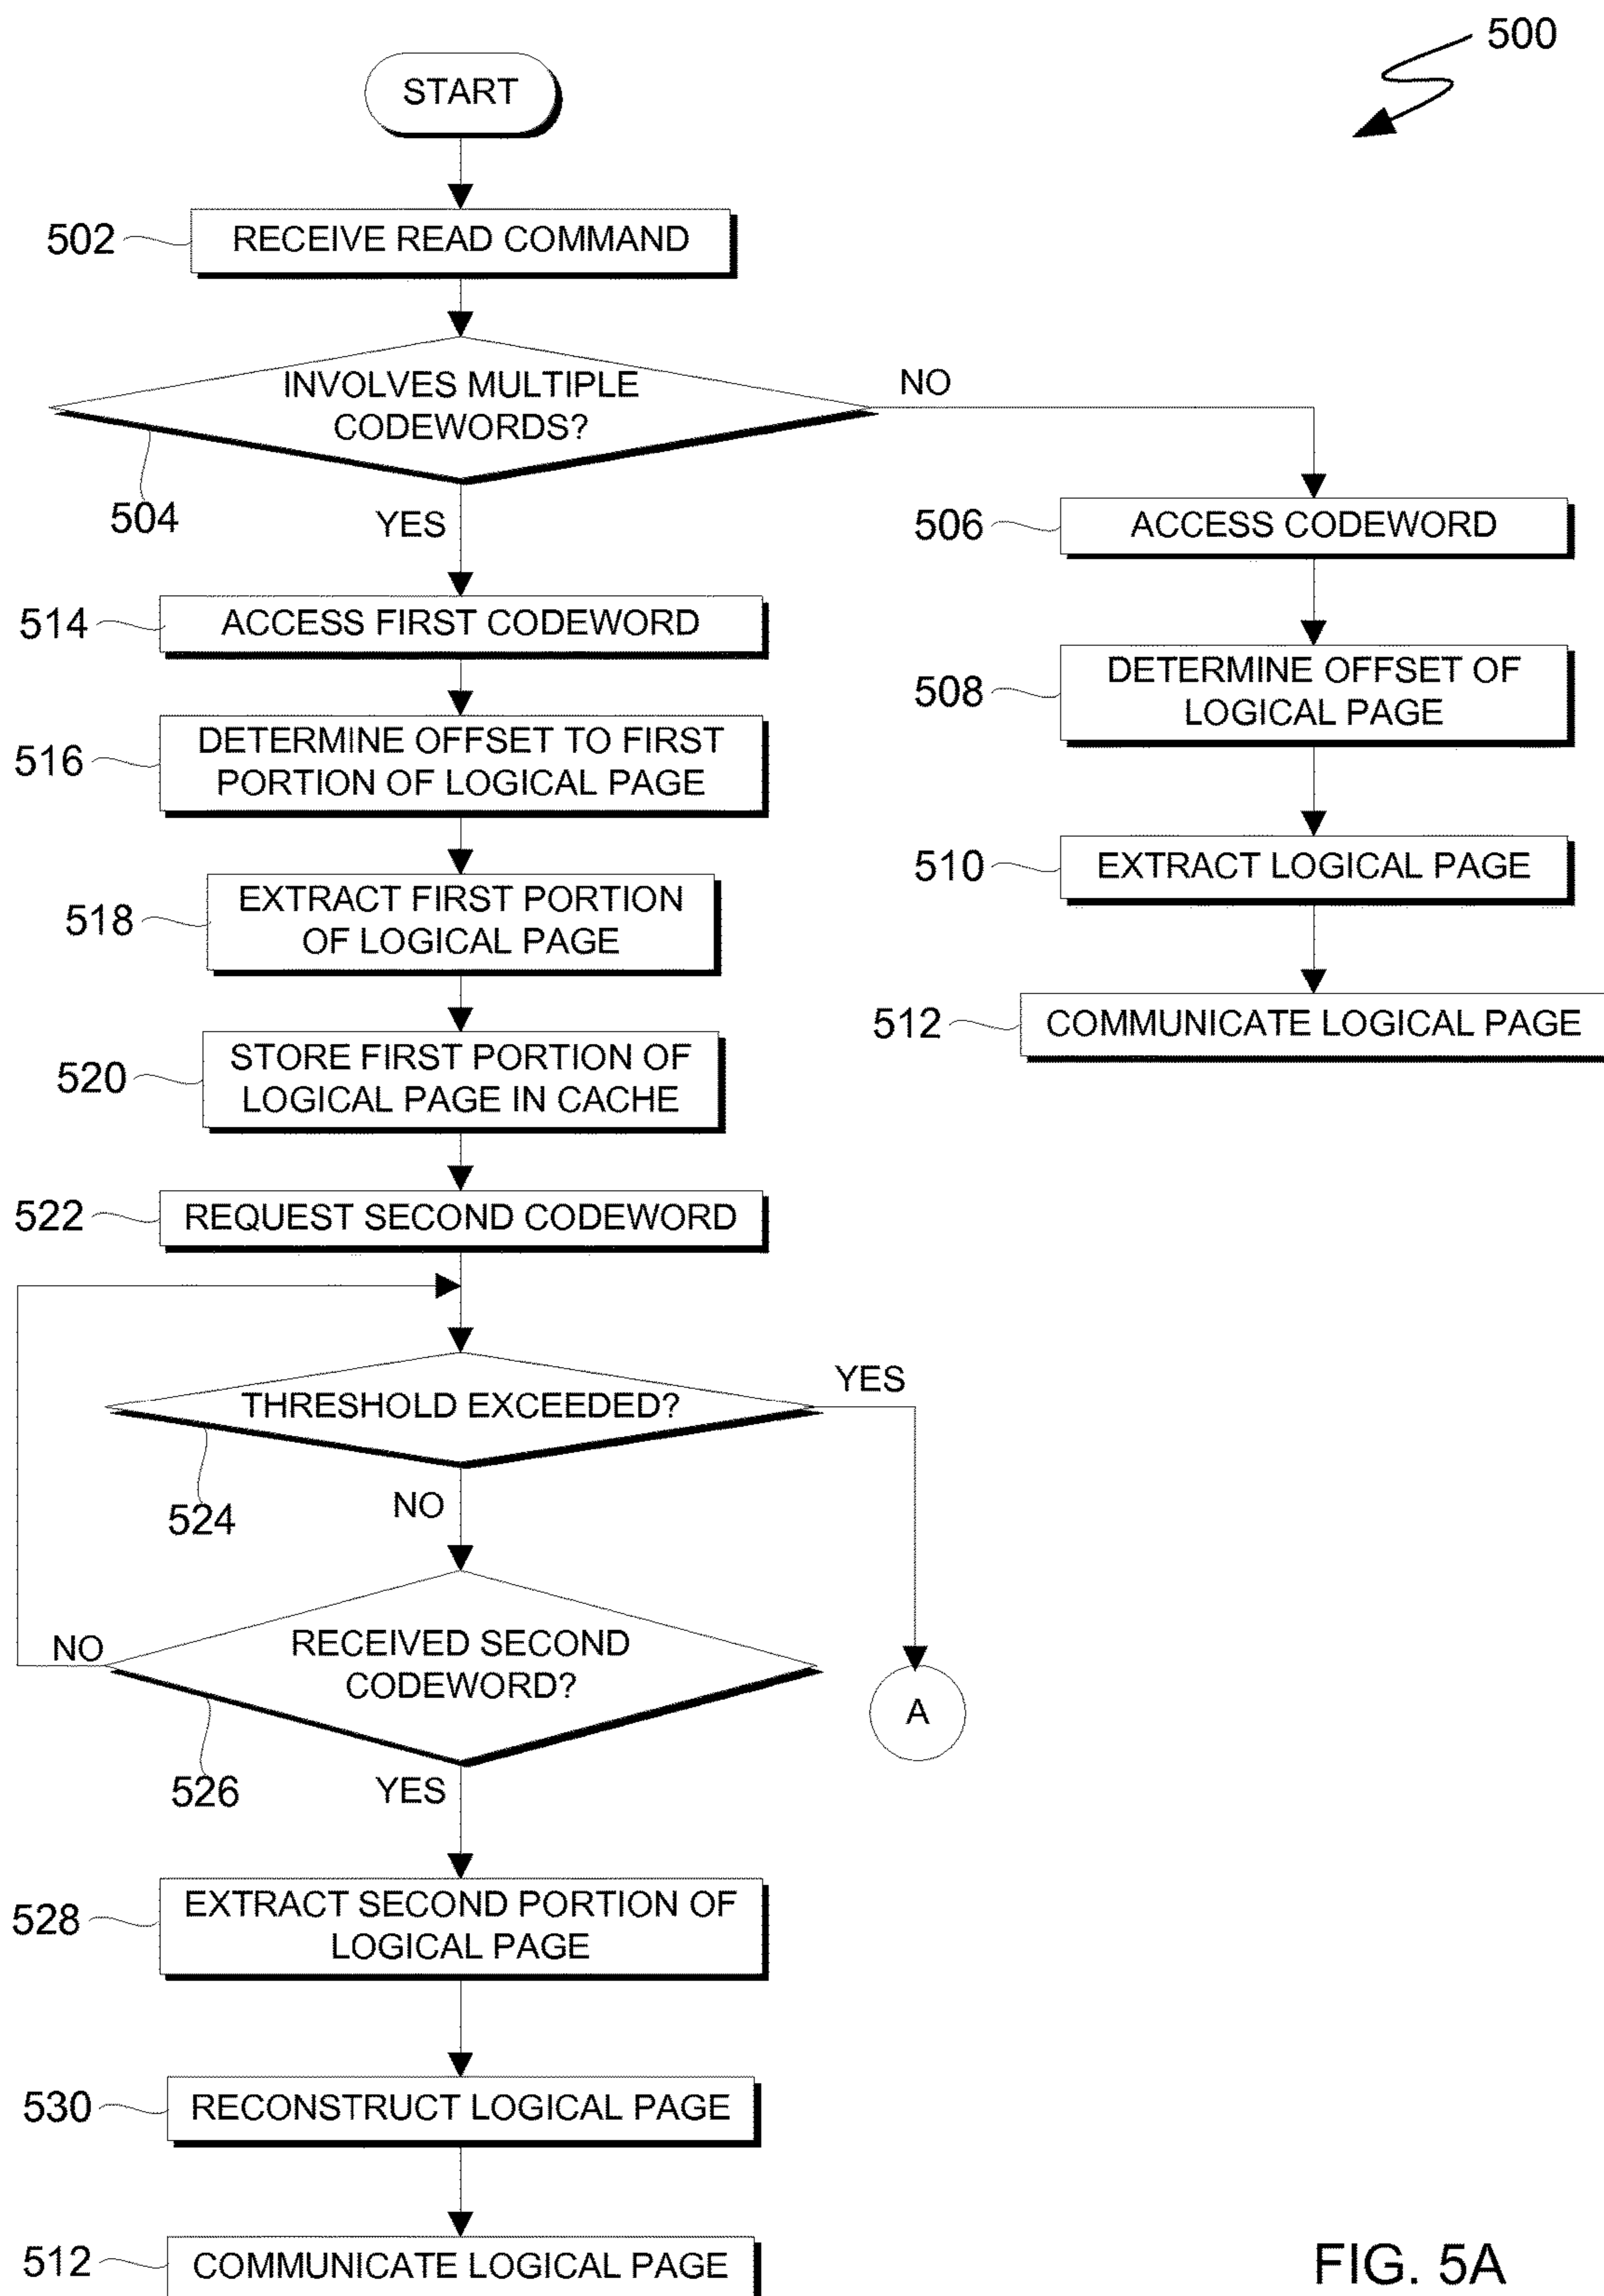 500
START
502
RECEIVE READ COMMAND
INVOLVES MULTIPLE
CODEWORDS?
NO
504
YES
506
ACCESS CODEWORD
514
ACCESS FIRST CODEWORD
508
DETERMINE OFFSET OF
LOGICAL PAGE
516
DETERMINE OFFSET TO FIRST
PORTION OF LOGICAL PAGE
510
EXTRACT LOGICAL PAGE
518
EXTRACT FIRST PORTION
OF LOGICAL PAGE
512
COMMUNICATE LOGICAL PAGE
520
STORE FIRST PORTION OF
LOGICAL PAGE IN CACHE
522
REQUEST SECOND CODEWORD
THRESHOLD EXCEEDED?
YES
524
NO
RECEIVED SECOND
CODEWORD?
NO
A
526
YES
528
EXTRACT SECOND PORTION OF
LOGICAL PAGE
530
RECONSTRUCT LOGICAL PAGE
512
COMMUNICATE LOGICAL PAGE
FIG. 5A